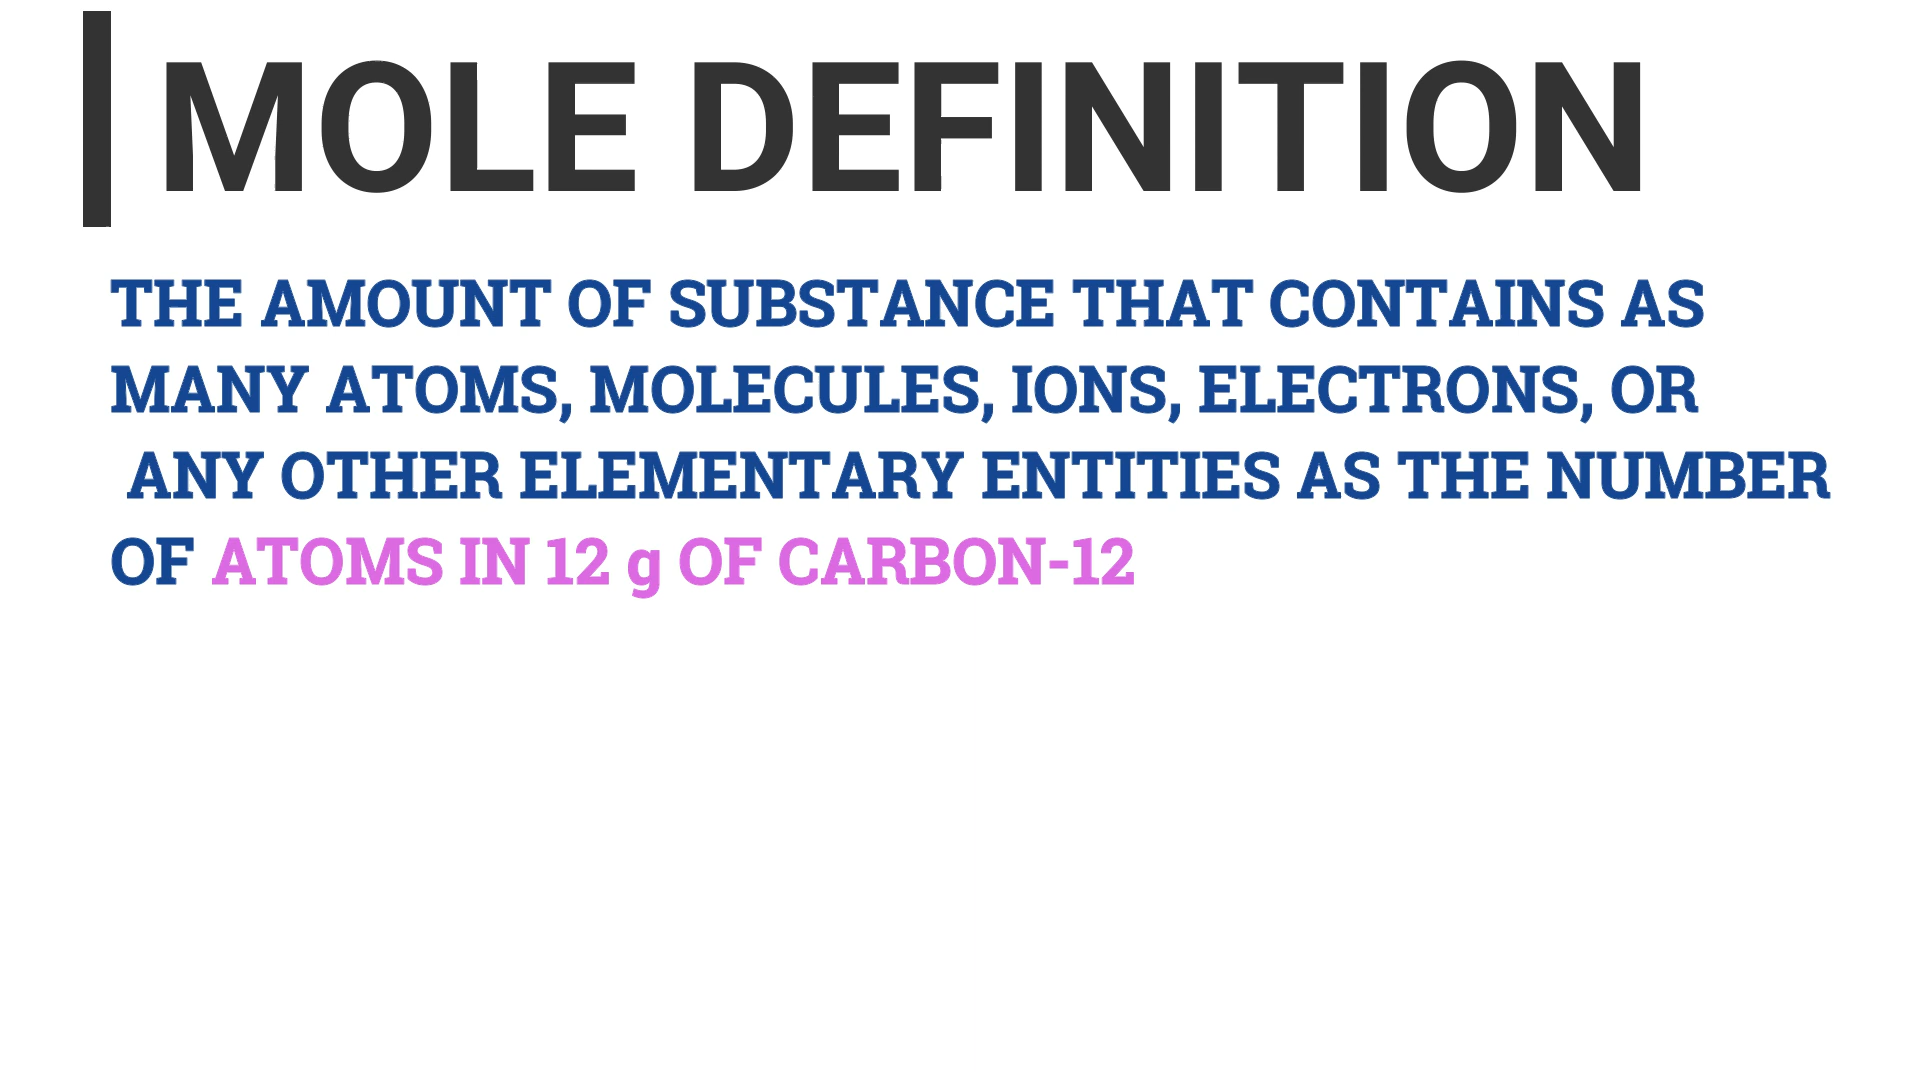 MOLE DEFINITION
THE AMOUNT OF SUBSTANCE THAT CONTAINS AS
MANY ATOMS, MOLECULES, IONS, ELECTRONS, OR
ANY OTHER ELEMENTARY ENTITIES AS THE NUMBER
OF ATOMS IN 12 g OF CARBON-12